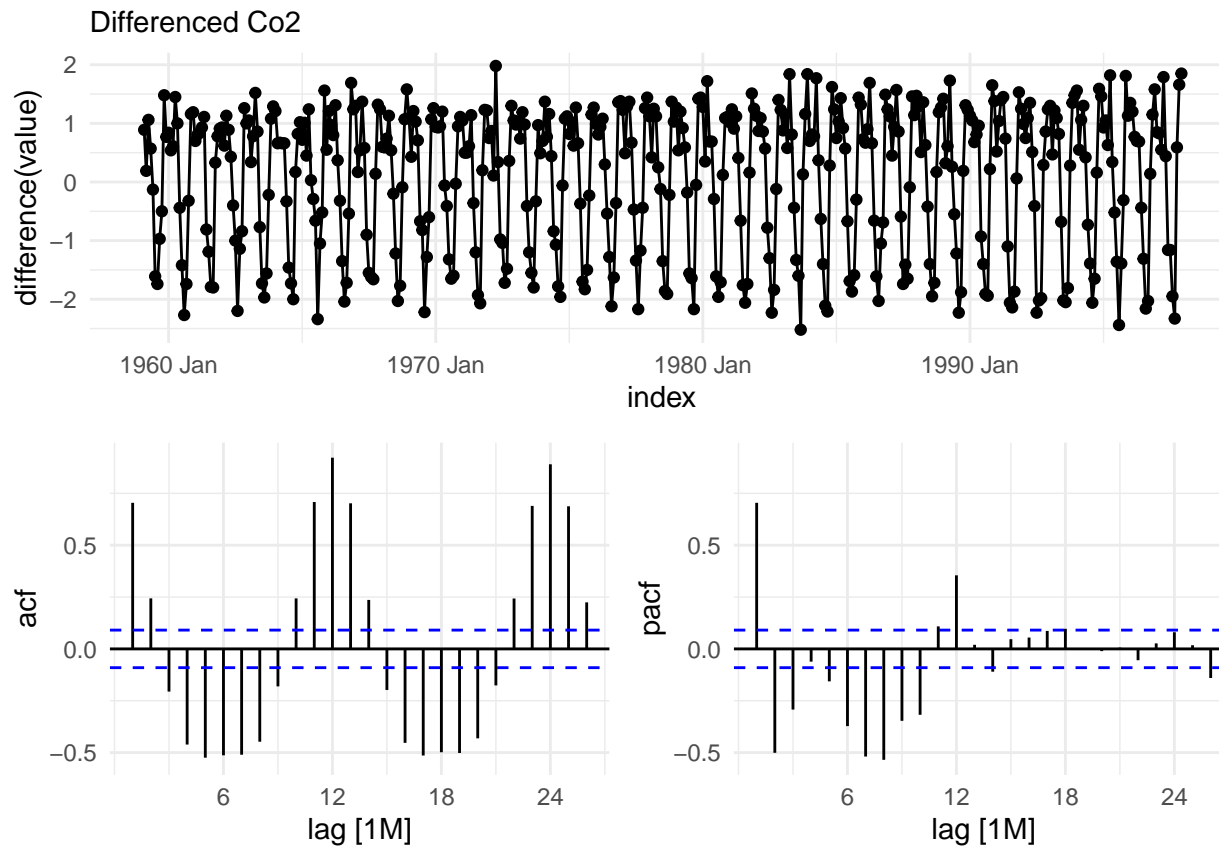 Differenced Co2
difference(value)
2
1
0
−1
−2
1960 Jan 1970 Jan 1980 Jan 1990 Jan
index
acf
0.5
0.0
−0.5
6 12 18 24
lag [1M]
pacf
0.5
0.0
−0.5
6 12 18 24
lag [1M]